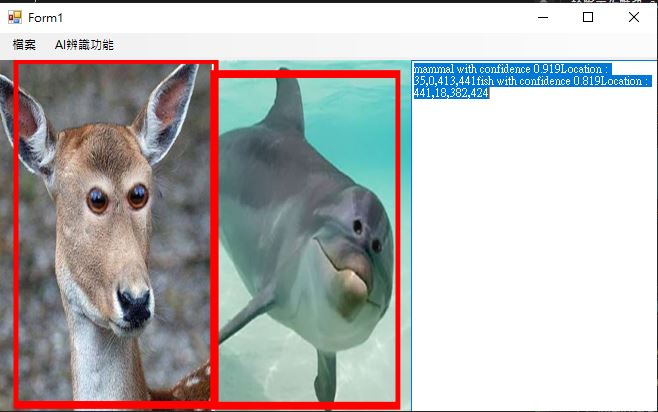 Form1
檔案 AI辨識功能
mammal with confidence 0.919Location :
35,0,413,441fish with confidence 0.819Location :
441,18,382,424